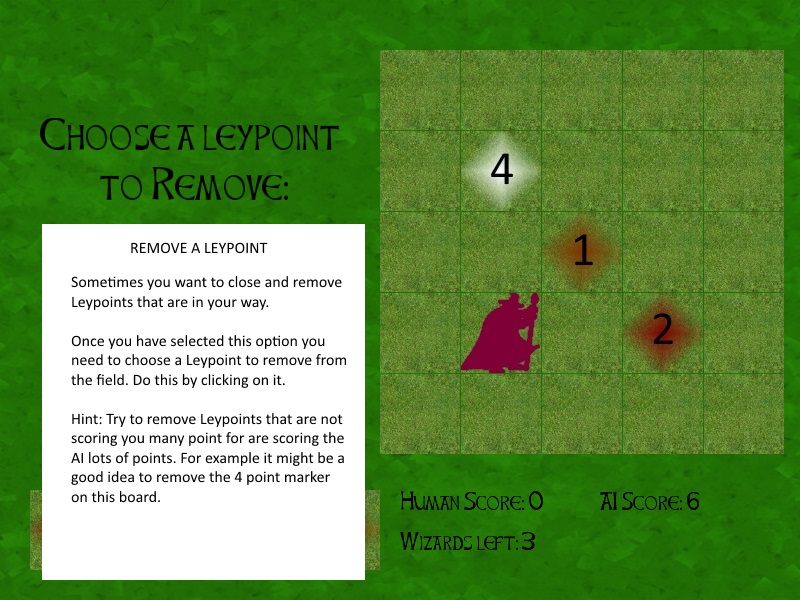 Choose a leypoint
to Remove:
REMOVE A LEYPOINT
Sometimes you want to close and remove
Leypoints that are in your way.
Once you have selected this option you
need to choose a Leypoint to remove from
the field. Do this by clicking on it.
Hint: Try to remove Leypoints that are not
scoring you many point for are scoring the
AI lots of points. For example it might be a
good idea to remove the 4 point marker
on this board.
4
1
2
Human Score: 0
AI Score: 6
Wizards left: 3